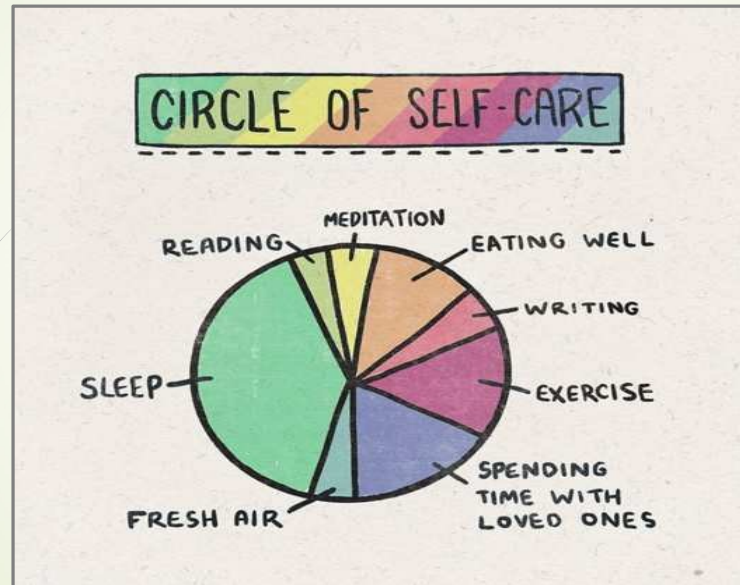 CIRCLE OF SELF-CARE
MEDITATION
READING
EATING WELL
WRITING
SLEEP
EXERCISE
SPENDING
TIME WITH
LOVED ONES
FRESH AIR